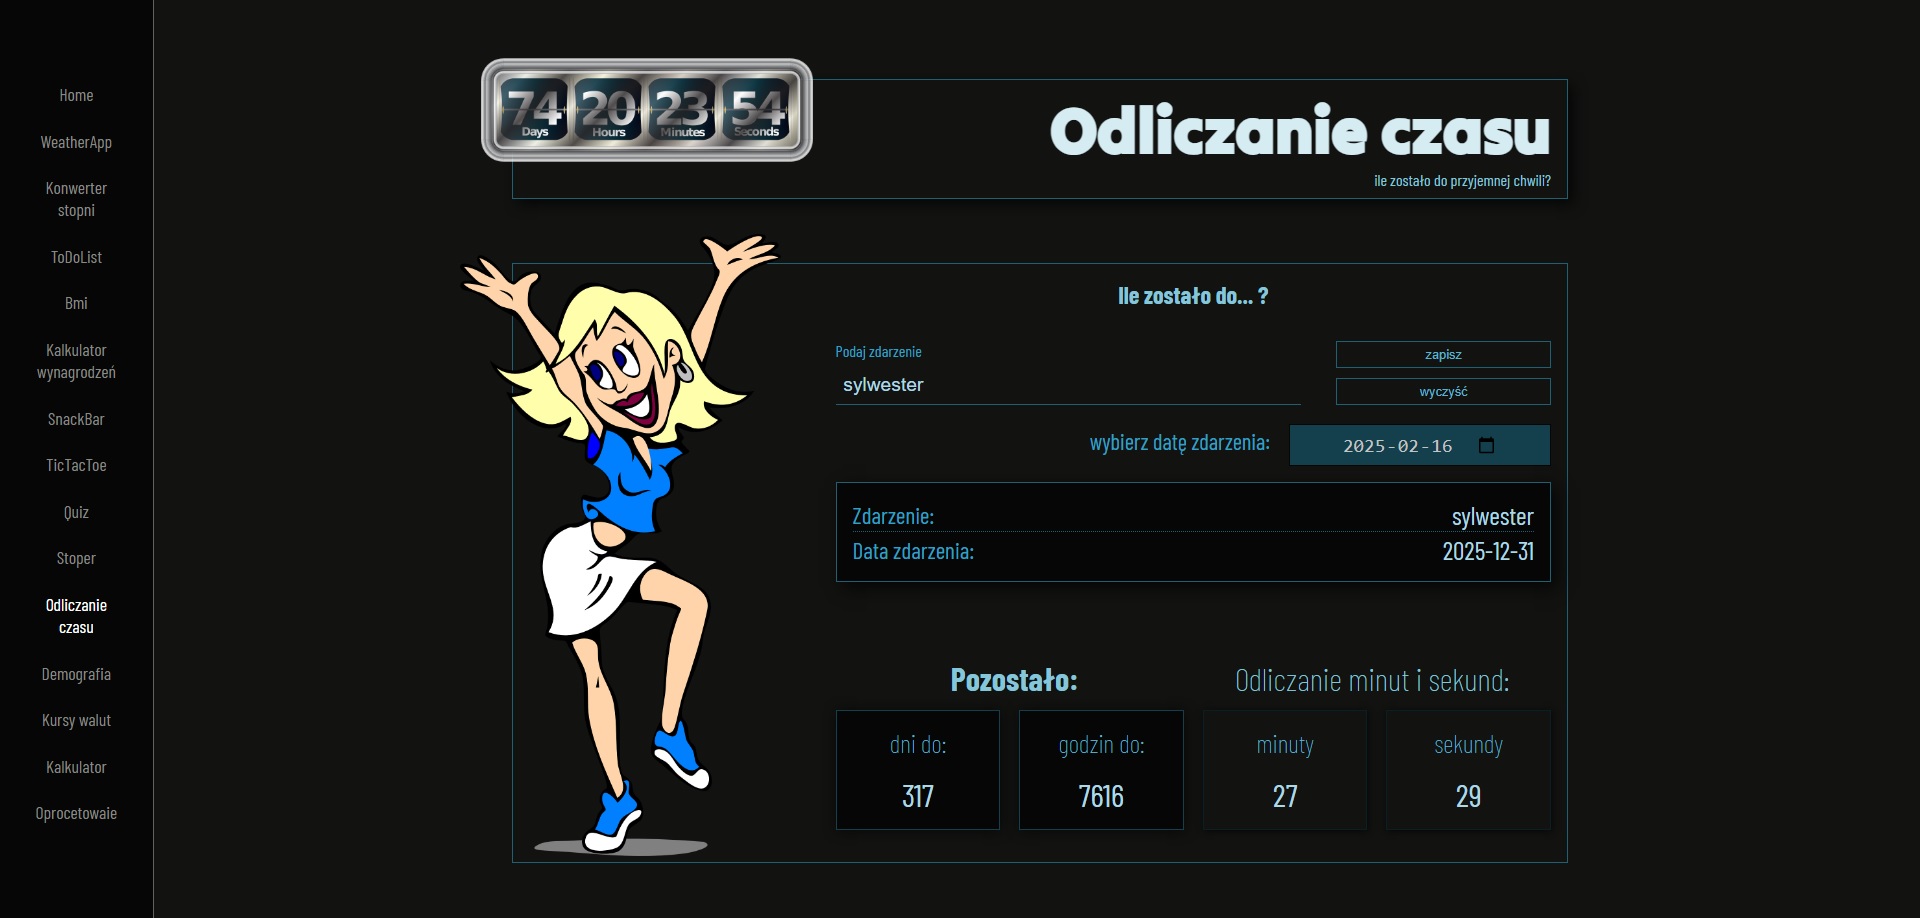 Home
WeatherApp
Konwerter
stopni
ToDoList
Bmi
Kalkulator
wynagrodzeń
SnackBar
TicTacToe
Quiz
Stoper
Odliczanie
czasu
Demografia
Kursy walut
Kalkulator
Oprocetowaie
74 20 23 54
Days Hours Minutes Seconds
Odliczanie czasu
ile zostało do przyjemnej chwili?
Ile zostało do... ?
Podaj zdarzenie
sylwester
zapisz
wyczyść
wybierz datę zdarzenia: 2025-02-16
Zdarzenie: sylwester
Data zdarzenia: 2025-12-31
Pozostało: Odliczanie minut i sekund:
dni do: godzin do: minuty sekundy
317 7616 27 29